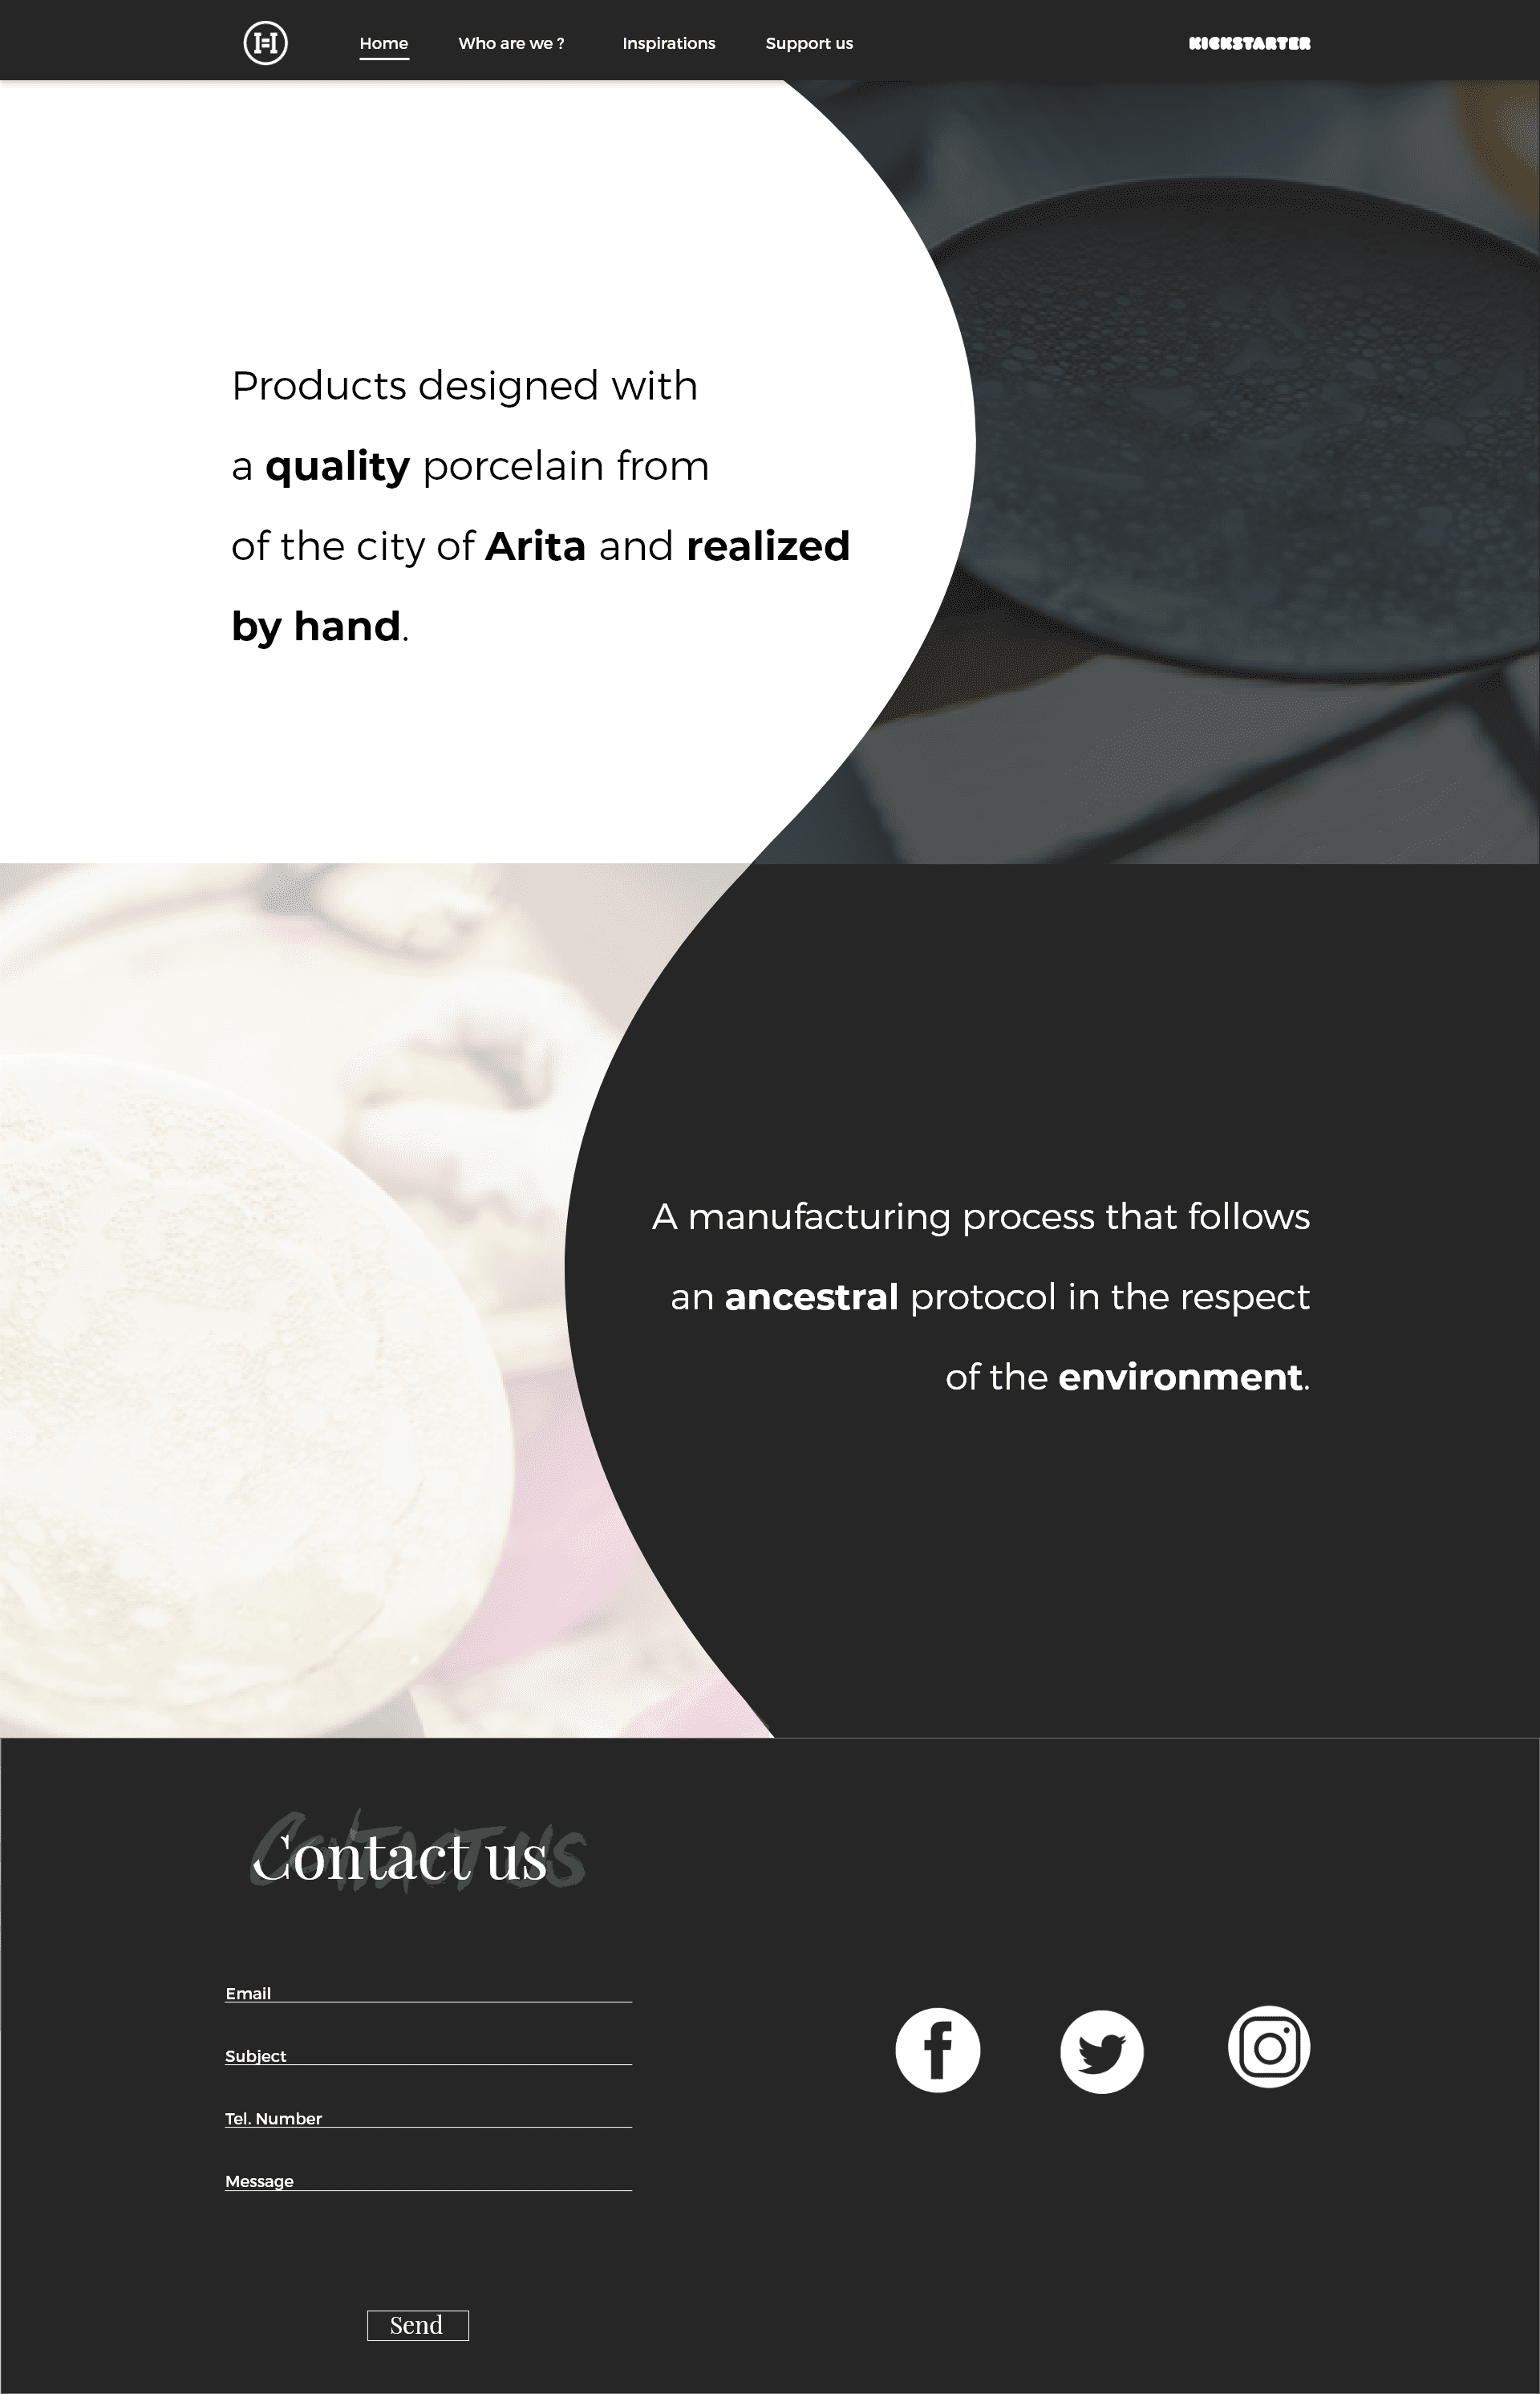 H
Home Who are we ? Inspirations Support us KICKSTARTER
Products designed with
a quality porcelain from
of the city of Arita and realized
by hand.
A manufacturing process that follows
an ancestral protocol in the respect
of the environment.
Contact us
Contact us
Email
Subject
Tel. Number
Message
Send